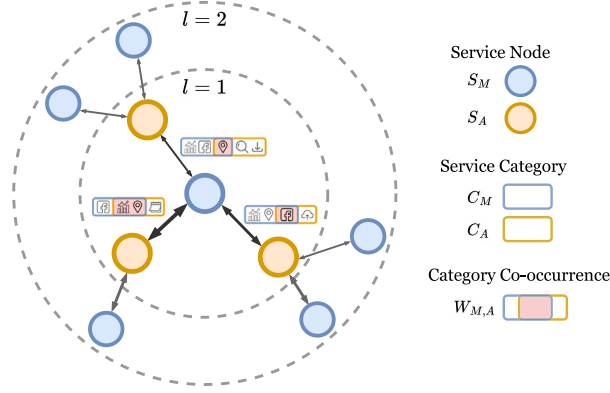 l = 2
l = 1
Service Node
S_M
S_A
Service Category
C_M
C_A
Category Co-occurrence
W_{M,A}